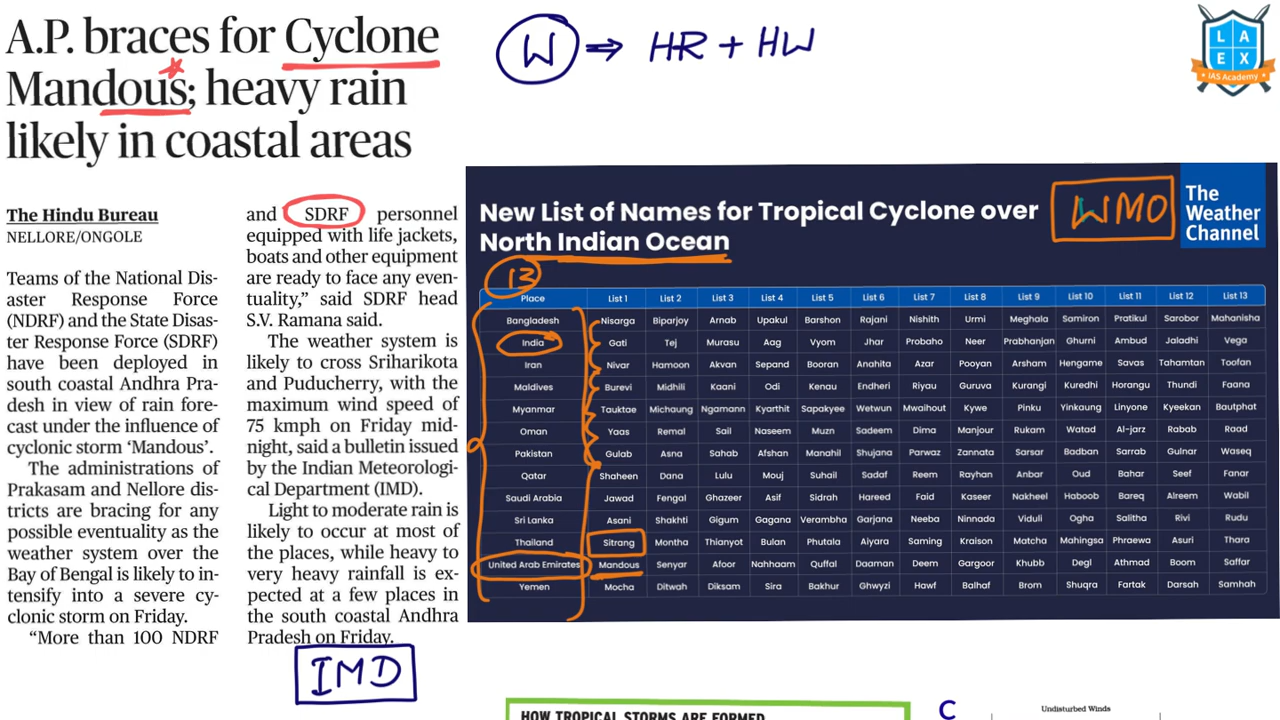 A.P. braces for Cyclone
Mandous; heavy rain
likely in coastal areas
W ⇒ HR + HW
L A
E X
IAS Academy
The Hindu Bureau
NELLORE/ONGOLE
Teams of the National Dis-
aster Response Force
(NDRF) and the State Disas-
ter Response Force (SDRF)
have been deployed in
south coastal Andhra Pra-
desh in view of rain fore-
cast under the influence of
cyclonic storm ‘Mandous’.
The administrations of
Prakasam and Nellore dis-
tricts are bracing for any
possible eventuality as the
weather system over the
Bay of Bengal is likely to in-
tensify into a severe cy-
clonic storm on Friday.
“More than 100 NDRF
and SDRF personnel
equipped with life jackets,
boats and other equipment
are ready to face any even-
tuality,” said SDRF head
S.V. Ramana said.
The weather system is
likely to cross Sriharikota
and Puducherry, with the
maximum wind speed of
75 kmph on Friday mid-
night, said a bulletin issued
by the Indian Meteorologi-
cal Department (IMD).
Light to moderate rain is
likely to occur at most of
the places, while heavy to
very heavy rainfall is ex-
pected at a few places in
the south coastal Andhra
Pradesh on Friday.
IMD
New List of Names for Tropical Cyclone over
North Indian Ocean
WMO
The
Weather
Channel
13
Place List 1 List 2 List 3 List 4 List 5 List 6 List 7 List 8 List 9 List 10 List 11 List 12 List 13
Bangladesh Nisarga Biparjoy Arnab Upakul Barshon Rajani Nishith Urmi Meghala Samiron Pratikul Sarobor Mahanisha
India Gati Tej Murasu Aag Vyom Jhar Probaho Neer Prabhanjan Ghurni Ambud Jaladhi Vega
Iran Nivar Hamoon Akvan Sepand Booran Anahita Azar Pooyan Arsham Hengame Savas Tahamtan Toofan
Maldives Burevi Midhili Kaani Odi Kenau Endheri Riyau Guruva Kurangi Kuredhi Horangu Thundi Faana
Myanmar Tauktae Michaung Ngamann Kyarthit Sapakyee Wetwun Mwaihout Kywe Pinku Yinkaung Linyone Kyeekan Bautphat
Oman Yaas Remal Sail Naseem Muzn Sadeem Dima Manjour Rukam Watad Al-jarz Rabab Raad
Pakistan Gulab Asna Sahab Afshan Manahil Shujana Parwaz Zannata Sarsar Badban Sarrab Gulnar Waseq
Qatar Shaheen Dana Lulu Mouj Suhail Sadaf Reem Rayhan Anbar Oud Bahar Seef Fanar
Saudi Arabia Jawad Fengal Ghazeer Asif Sidrah Hareed Faid Kaseer Nakheel Haboob Bareq Alreem Wabil
Sri Lanka Asani Shakhti Gigum Gagana Verambha Garjana Neeba Ninnada Viduli Ogha Salitha Rivi Rudu
Thailand Sitrang Montha Thianyot Bulan Phutala Aiyara Saming Kraison Matcha Mahingsa Phraewa Asuri Thara
United Arab Emirates Mandous Senyar Afoor Nahhaam Quffal Daaman Deem Gargoor Khubb Degl Athmad Boom Saffar
Yemen Mocha Ditwah Diksam Sira Bakhur Ghwyzi Hawf Balhaf Brom Shuqra Fartak Darsah Samhah
HOW TROPICAL STORMS ARE FORMED
C
Undisturbed Winds